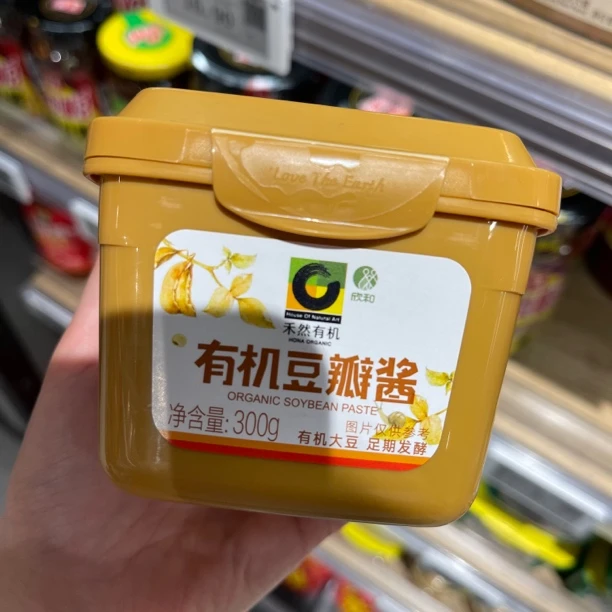 Love The Earth
House Of Natural Art
欣和
禾然有机
HONA ORGANIC
有机豆瓣酱
ORGANIC SOYBEAN PASTE
净含量: 300g
图片仅供参考
有机大豆 足期发酵